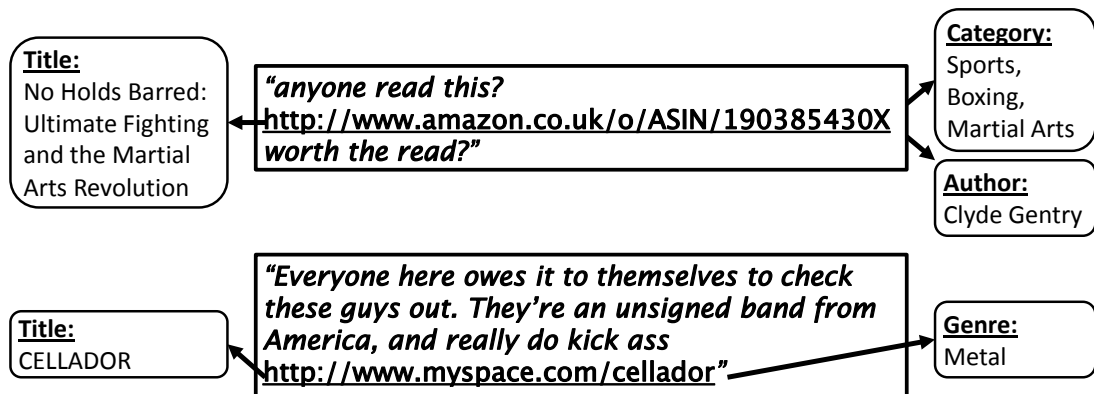 Title:
No Holds Barred:
Ultimate Fighting
and the Martial
Arts Revolution
“anyone read this?
http://www.amazon.co.uk/o/ASIN/190385430X
worth the read?”
Category:
Sports,
Boxing,
Martial Arts
Author:
Clyde Gentry
Title:
CELLADOR
“Everyone here owes it to themselves to check
these guys out. They’re an unsigned band from
America, and really do kick ass
http://www.myspace.com/cellador”
Genre:
Metal